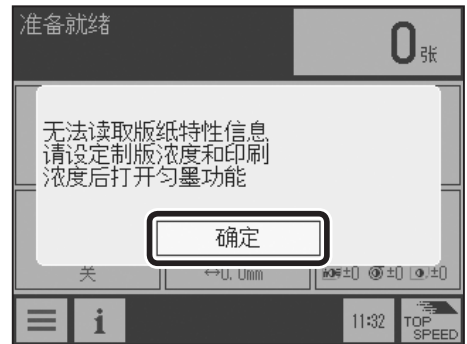 准备就绪
0张
无法读取版纸特性信息
请设定制版浓度和印刷
浓度后打开匀墨功能
确定
关 ↔0.0mm ±0 ±0 ±0
i 11:32 TOP SPEED